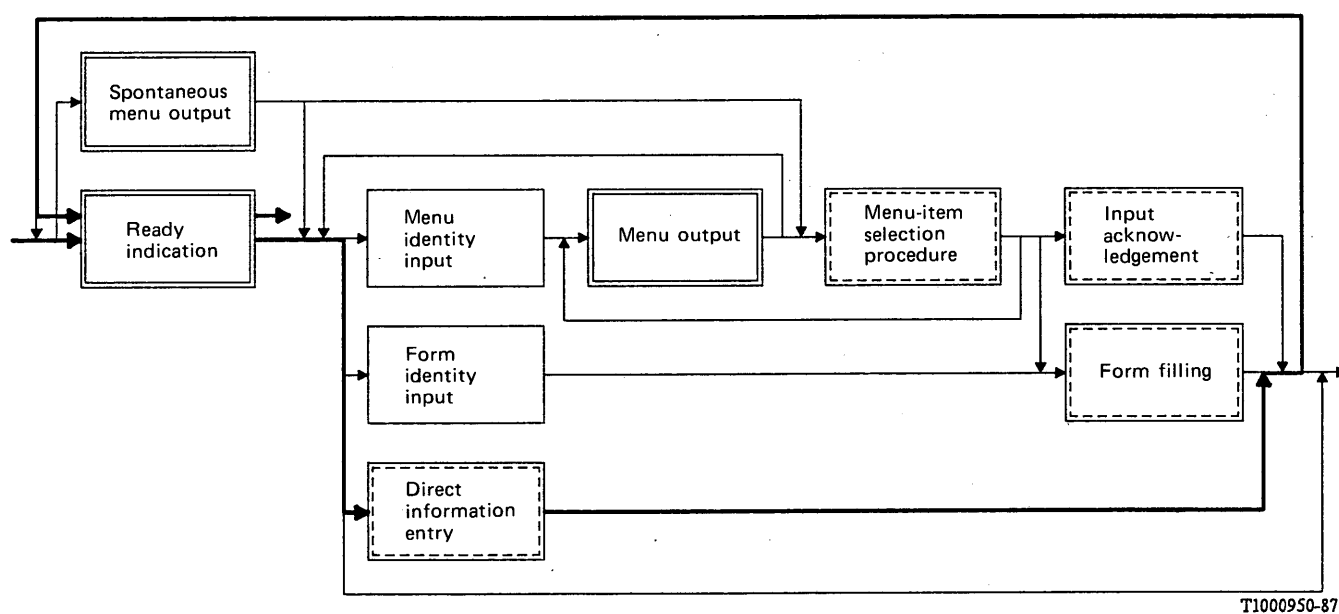 Spontaneous
menu output
Ready
indication
Menu
identity
input
Menu output
Menu-item
selection
procedure
Input
acknow-
ledgement
Form
identity
input
Form filling
Direct
information
entry
T1000950-87